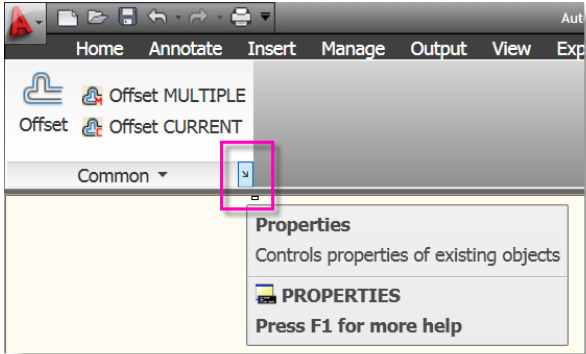 Aut
Home Annotate Insert Manage Output View Exp
Offset MULTIPLE
Offset Offset CURRENT
Common
Properties
Controls properties of existing objects
PROPERTIES
Press F1 for more help